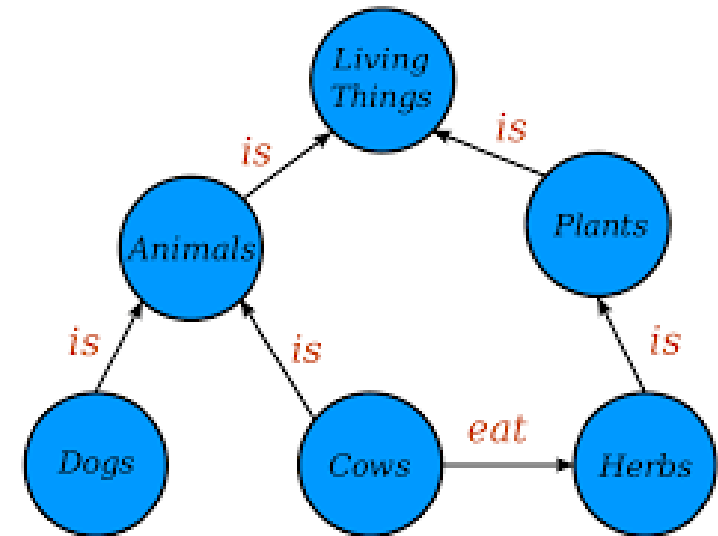 Living
Things
is
is
Animals
Plants
is
is
is
eat
Dogs
Cows
Herbs